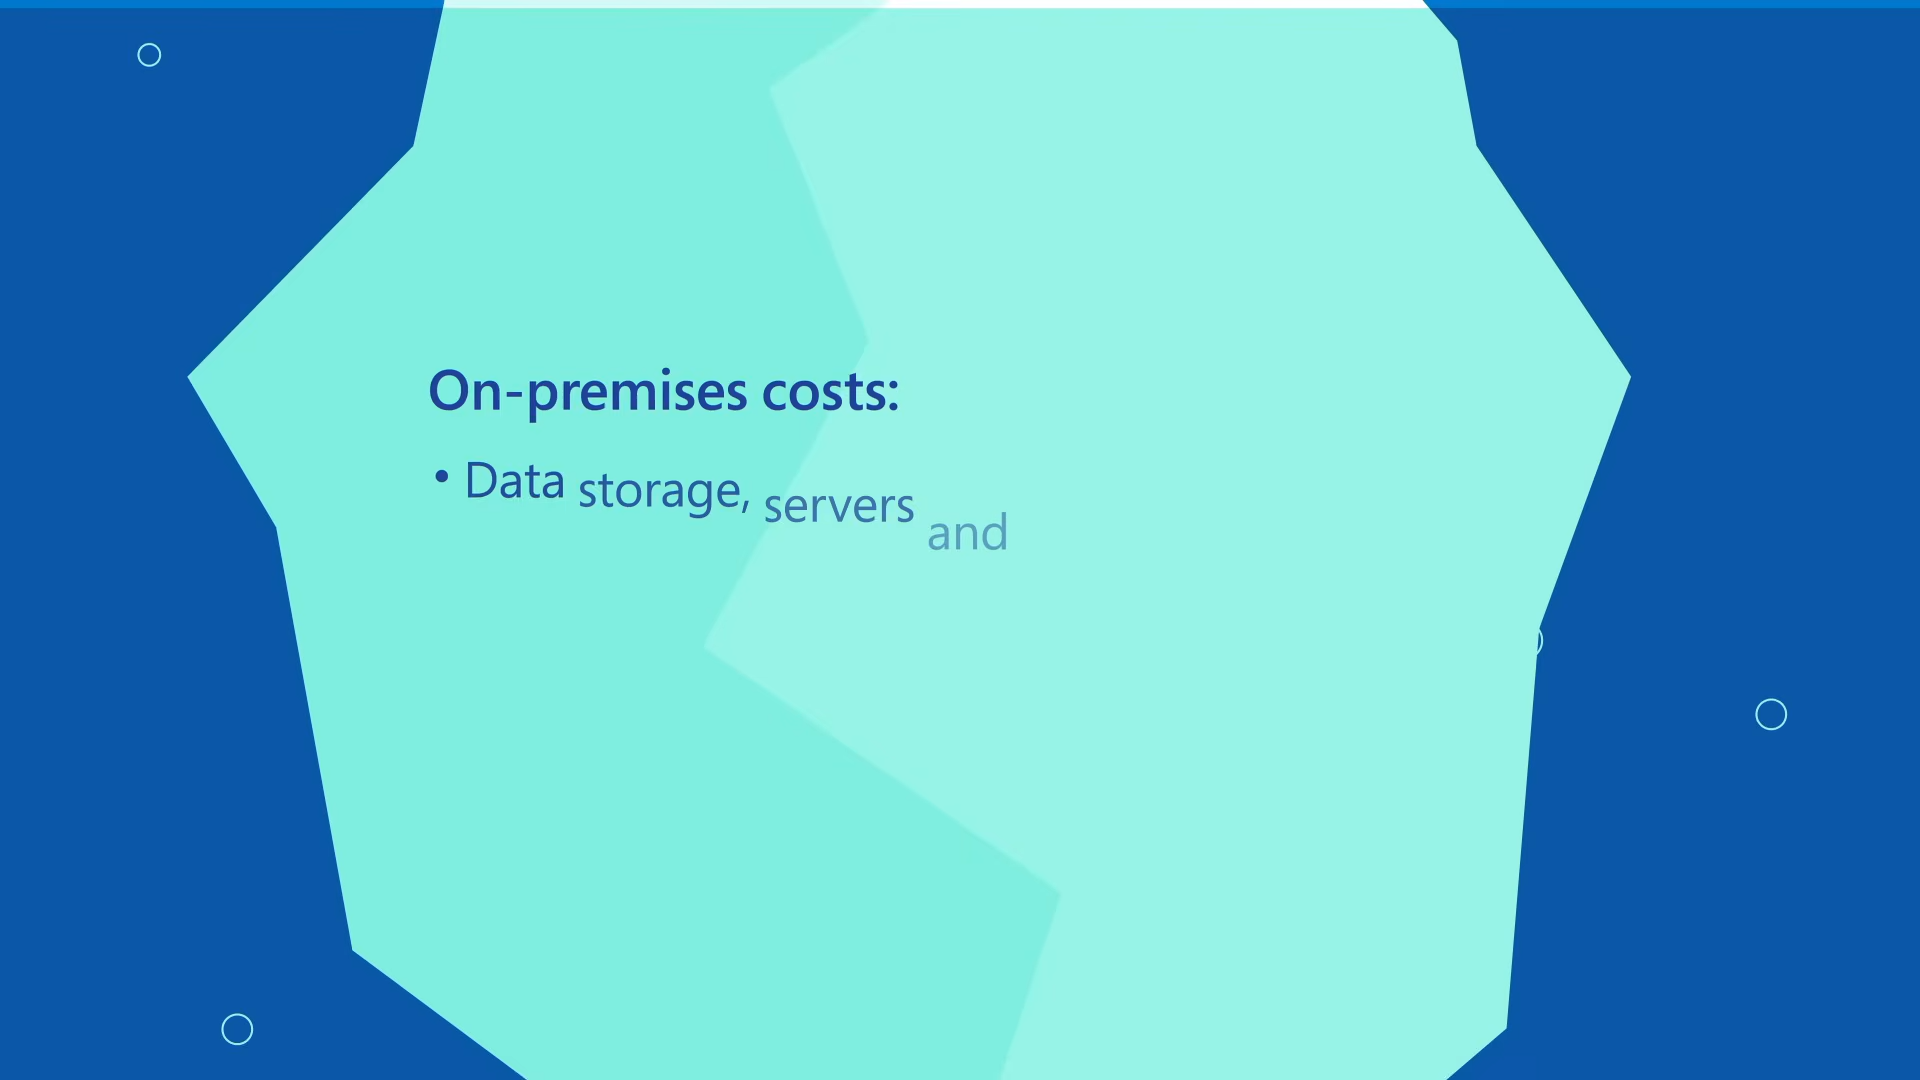 On-premises costs:
• Data storage, servers and